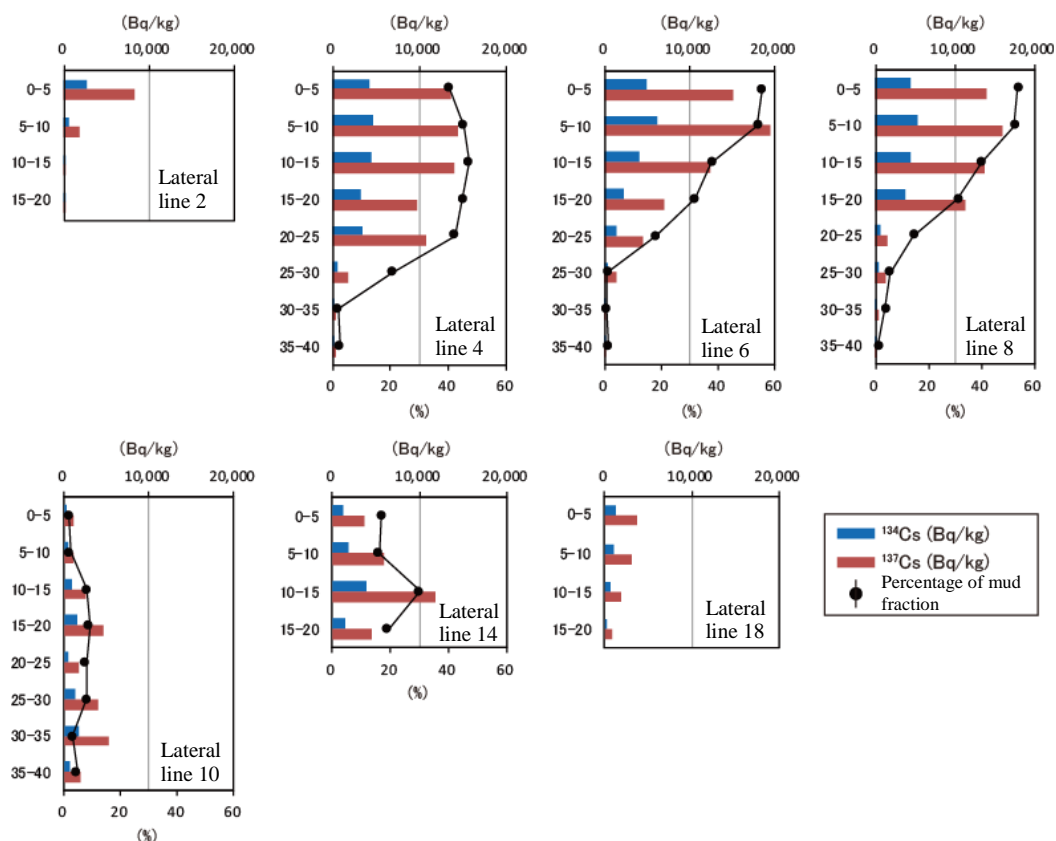 (Bq/kg)
0 10,000 20,000
0-5
5-10
10-15
15-20
Lateral
line 2
(Bq/kg)
0 10,000 20,000
0-5
5-10
10-15
15-20
20-25
25-30
30-35
35-40
Lateral
line 4
0 20 40 60
(%)
(Bq/kg)
0 10,000 20,000
0-5
5-10
10-15
15-20
20-25
25-30
30-35
35-40
Lateral
line 6
0 20 40 60
(%)
(Bq/kg)
0 10,000 20,000
0-5
5-10
10-15
15-20
20-25
25-30
30-35
35-40
Lateral
line 8
0 20 40 60
(%)
(Bq/kg)
0 10,000 20,000
0-5
5-10
10-15
15-20
20-25
25-30
30-35
35-40
Lateral
line 10
0 20 40 60
(%)
(Bq/kg)
0 10,000 20,000
0-5
5-10
10-15
15-20
Lateral
line 14
0 20 40 60
(%)
(Bq/kg)
0 10,000 20,000
0-5
5-10
10-15
15-20
Lateral
line 18
¹³⁴Cs (Bq/kg)
¹³⁷Cs (Bq/kg)
Percentage of mud
fraction